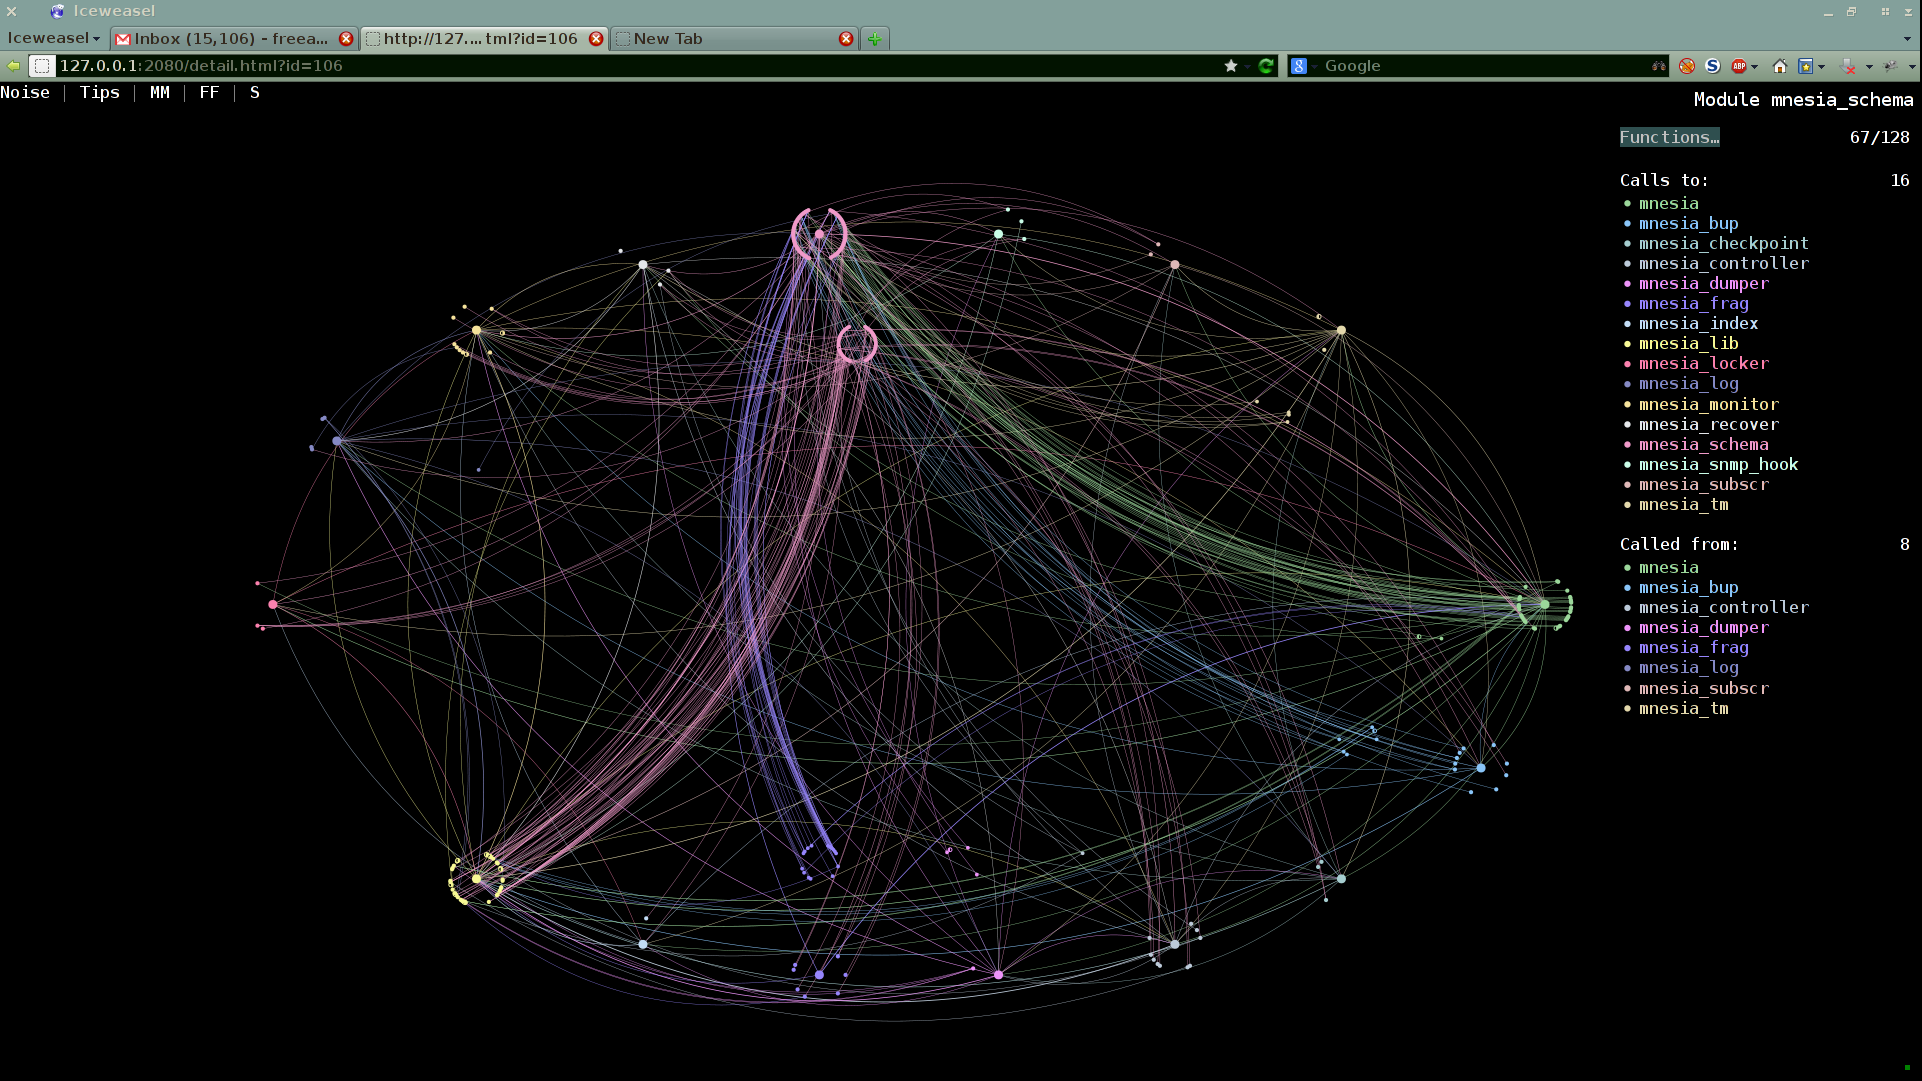 Iceweasel
Iceweasel
Inbox (15,106) - freea...
http://127.... tml?id=106
New Tab
127.0.0.1:2080/detail.html?id=106
Google
ABP
Noise | Tips | MM | FF | S
Module mnesia_schema
Functions… 67/128
Calls to: 16
mnesia
mnesia_bup
mnesia_checkpoint
mnesia_controller
mnesia_dumper
mnesia_frag
mnesia_index
mnesia_lib
mnesia_locker
mnesia_log
mnesia_monitor
mnesia_recover
mnesia_schema
mnesia_snmp_hook
mnesia_subscr
mnesia_tm
Called from: 8
mnesia
mnesia_bup
mnesia_controller
mnesia_dumper
mnesia_frag
mnesia_log
mnesia_subscr
mnesia_tm